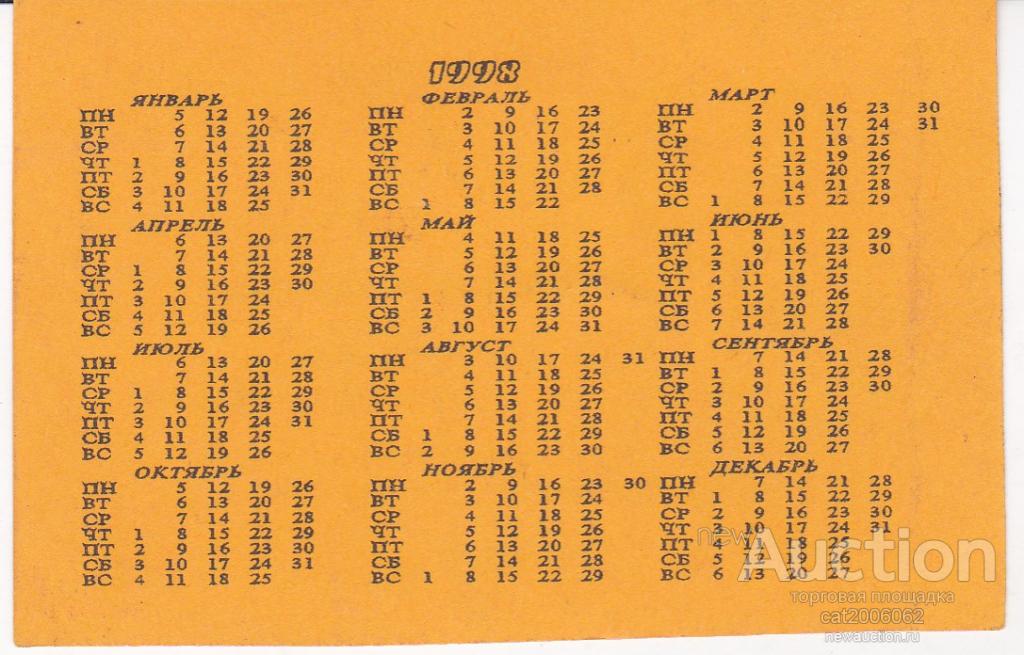 1998
ЯНВАРЬ ФЕВРАЛЬ МАРТ
ПН 5 12 19 26 ПН 2 9 16 23 ПН 2 9 16 23 30
ВТ 6 13 20 27 ВТ 3 10 17 24 ВТ 3 10 17 24 31
СР 7 14 21 28 СР 4 11 18 25 СР 4 11 18 25
ЧТ 1 8 15 22 29 ЧТ 5 12 19 26 ЧТ 5 12 19 26
ПТ 2 9 16 23 30 ПТ 6 13 20 27 ПТ 6 13 20 27
СБ 3 10 17 24 31 СБ 7 14 21 28 СБ 7 14 21 28
ВС 4 11 18 25 ВС 1 8 15 22 ВС 1 8 15 22 29
АПРЕЛЬ МАЙ ИЮНЬ
ПН 6 13 20 27 ПН 4 11 18 25 ПН 1 8 15 22 29
ВТ 7 14 21 28 ВТ 5 12 19 26 ВТ 2 9 16 23 30
СР 1 8 15 22 29 СР 6 13 20 27 СР 3 10 17 24
ЧТ 2 9 16 23 30 ЧТ 7 14 21 28 ЧТ 4 11 18 25
ПТ 3 10 17 24 ПТ 1 8 15 22 29 ПТ 5 12 19 26
СБ 4 11 18 25 СБ 2 9 16 23 30 СБ 6 13 20 27
ВС 5 12 19 26 ВС 3 10 17 24 31 ВС 7 14 21 28
ИЮЛЬ АВГУСТ СЕНТЯБРЬ
ПН 6 13 20 27 ПН 3 10 17 24 31 ПН 7 14 21 28
ВТ 7 14 21 28 ВТ 4 11 18 25 ВТ 1 8 15 22 29
СР 1 8 15 22 29 СР 5 12 19 26 СР 2 9 16 23 30
ЧТ 2 9 16 23 30 ЧТ 6 13 20 27 ЧТ 3 10 17 24
ПТ 3 10 17 24 31 ПТ 7 14 21 28 ПТ 4 11 18 25
СБ 4 11 18 25 СБ 1 8 15 22 29 СБ 5 12 19 26
ВС 5 12 19 26 ВС 2 9 16 23 30 ВС 6 13 20 27
ОКТЯБРЬ НОЯБРЬ ДЕКАБРЬ
ПН 5 12 19 26 ПН 2 9 16 23 30 ПН 7 14 21 28
ВТ 6 13 20 27 ВТ 3 10 17 24 ВТ 1 8 15 22 29
СР 7 14 21 28 СР 4 11 18 25 СР 2 9 16 23 30
ЧТ 1 8 15 22 29 ЧТ 5 12 19 26 ЧТ 3 10 17 24 31
ПТ 2 9 16 23 30 ПТ 6 13 20 27 ПТ 4 11 18 25
СБ 3 10 17 24 31 СБ 7 14 21 28 СБ 5 12 19 26
ВС 4 11 18 25 ВС 1 8 15 22 29 ВС 6 13 20 27
newAuction
торговая площадка
cat2006062
newauction.ru